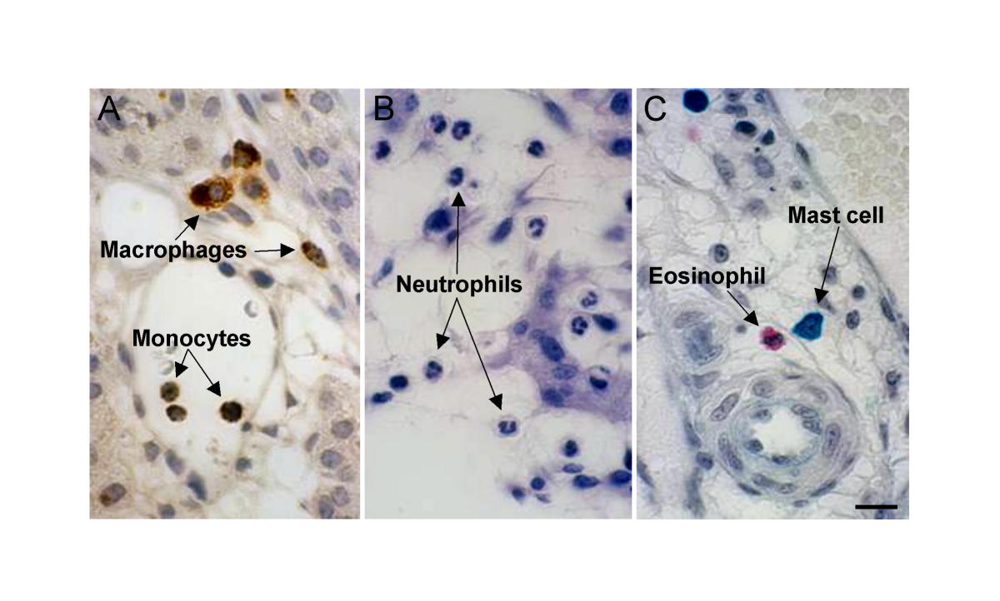 A
B
C
Macrophages
Monocytes
Neutrophils
Mast cell
Eosinophil